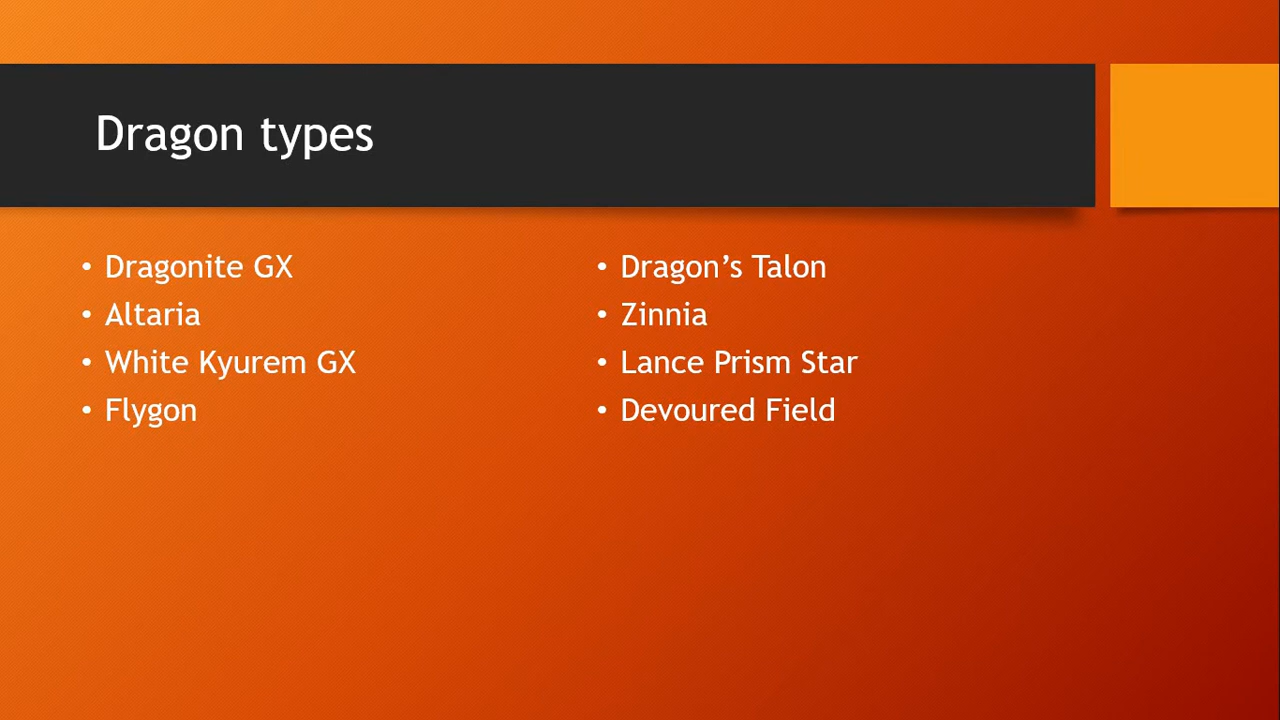 Dragon types
• Dragonite GX
• Altaria
• White Kyurem GX
• Flygon
• Dragon’s Talon
• Zinnia
• Lance Prism Star
• Devoured Field